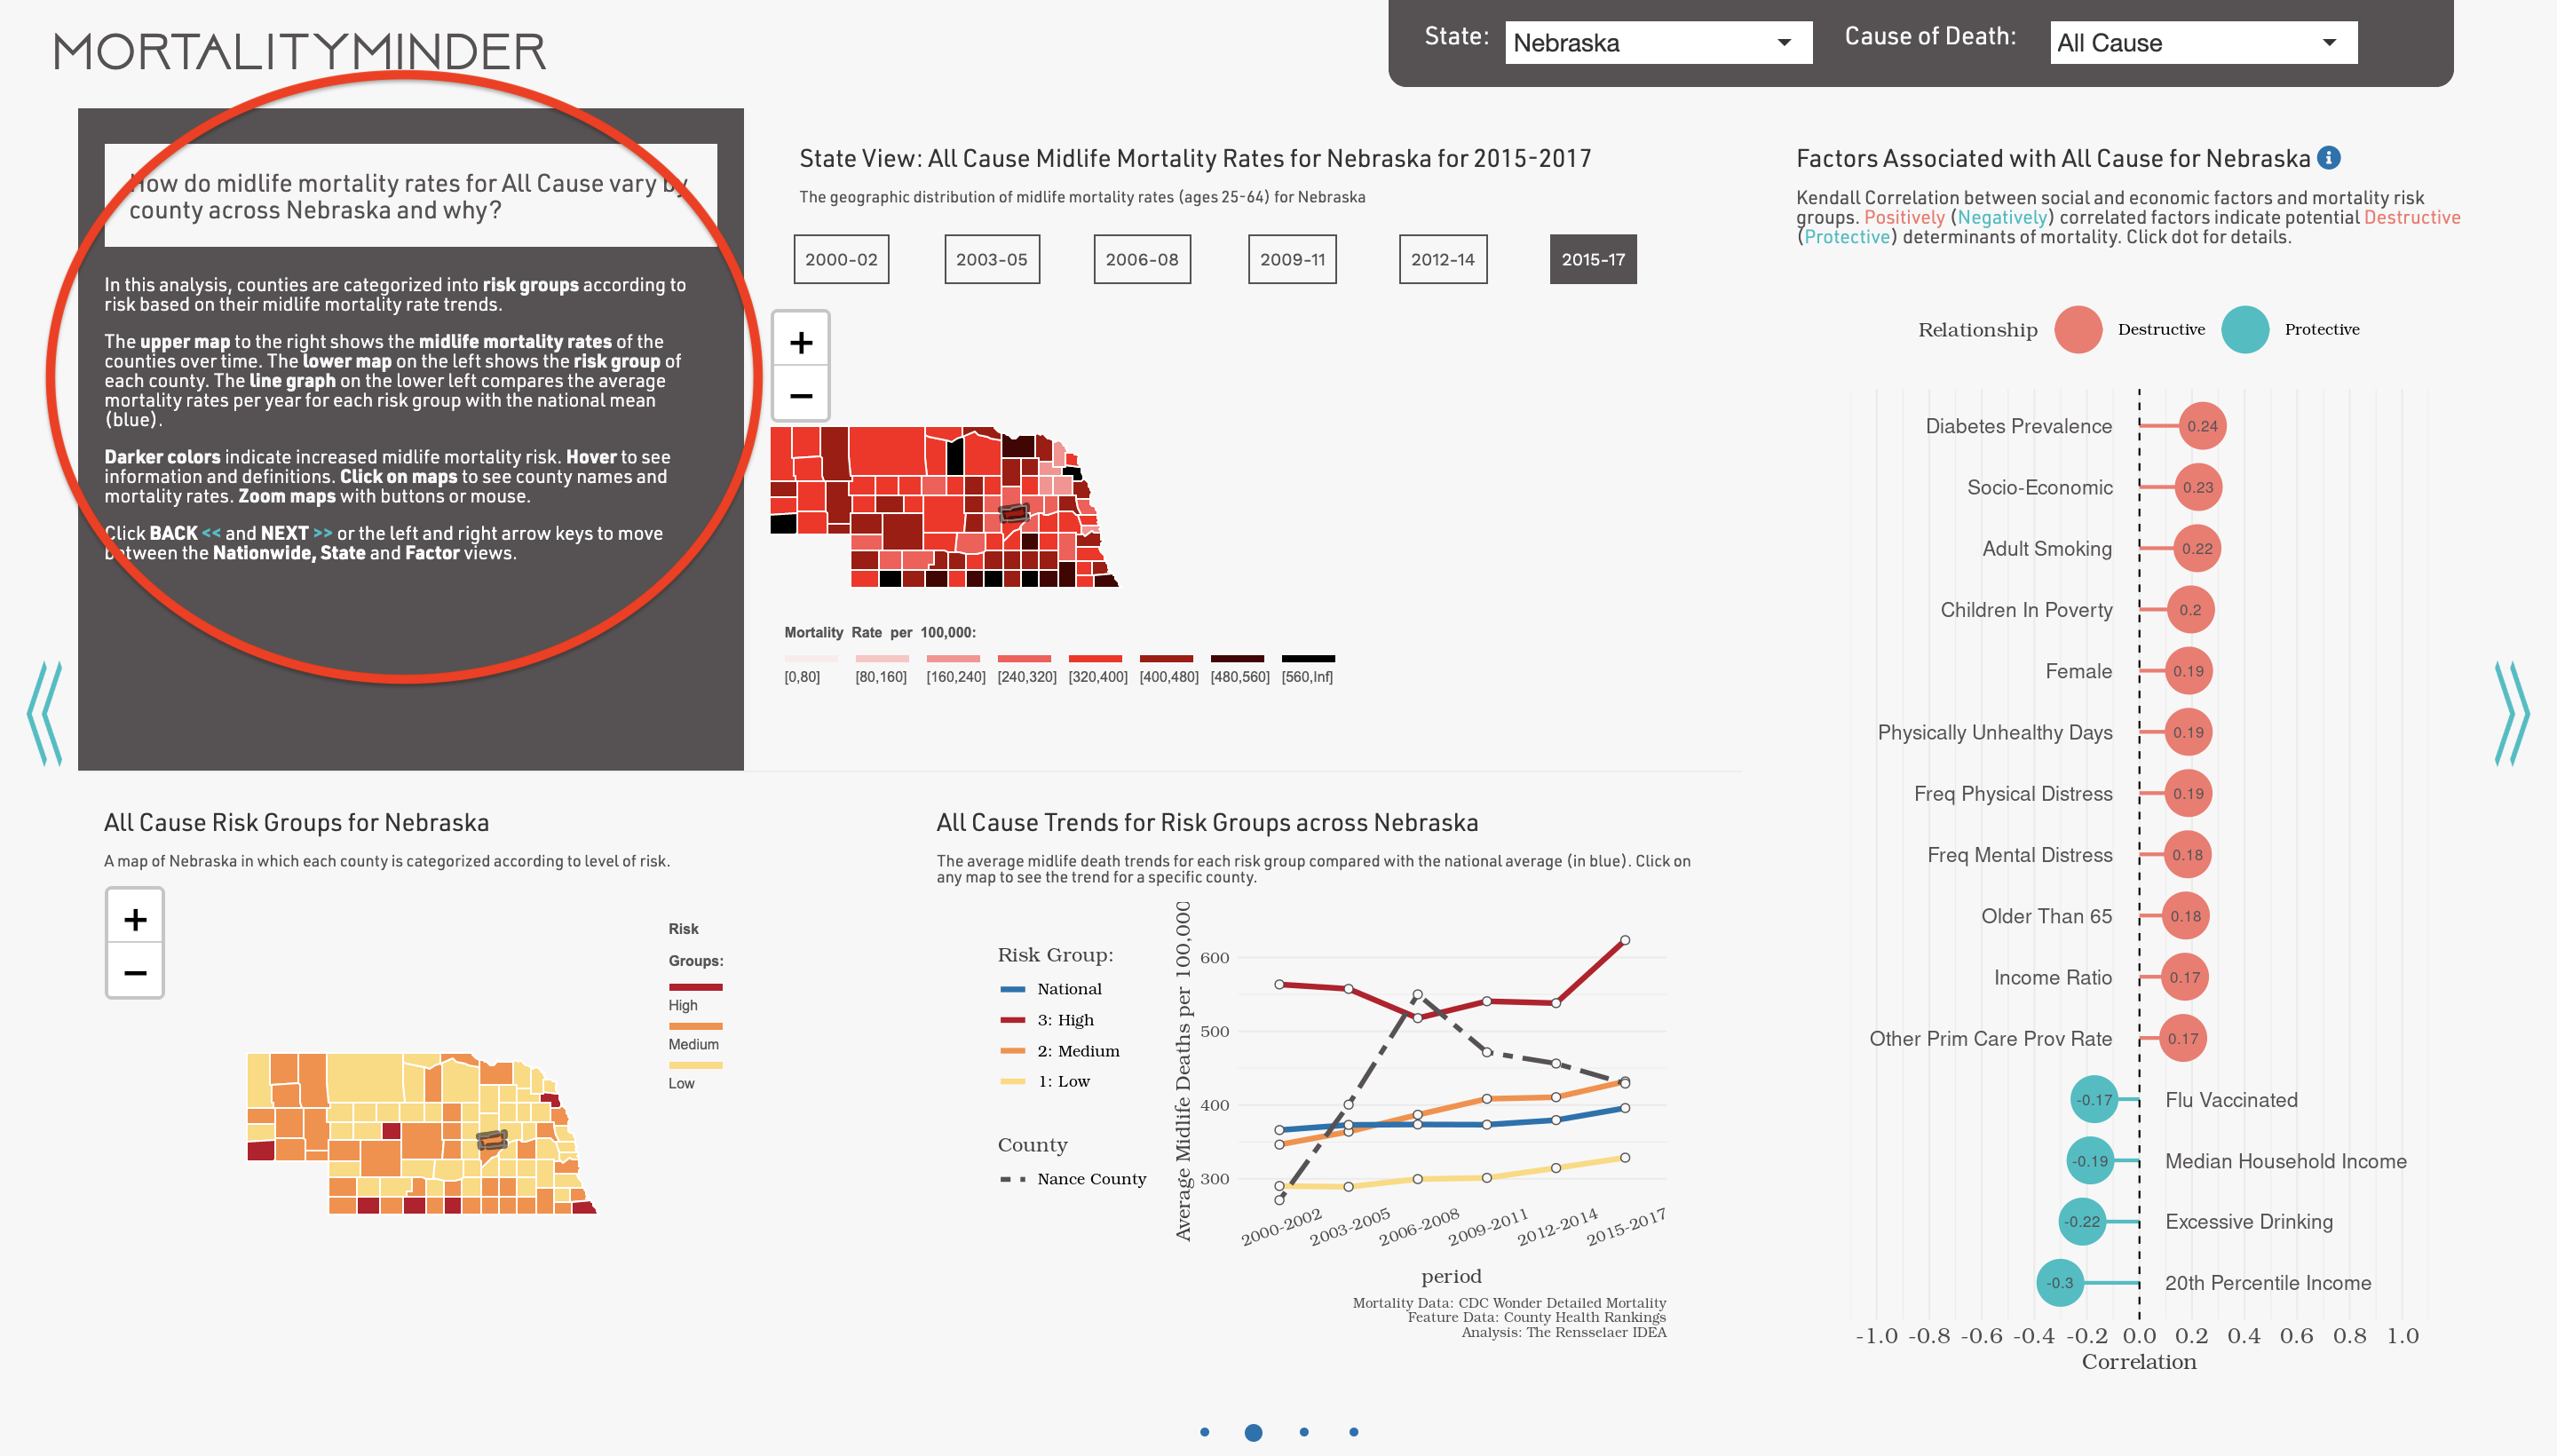 MORTALITYMINDER
State:
Nebraska
Cause of Death:
All Cause
How do midlife mortality rates for All Cause vary by
county across Nebraska and why?
In this analysis, counties are categorized into risk groups according to
risk based on their midlife mortality rate trends.
The upper map to the right shows the midlife mortality rates of the
counties over time. The lower map on the left shows the risk group of
each county. The line graph on the lower left compares the average
mortality rates per year for each risk group with the national mean
(blue).
Darker colors indicate increased midlife mortality risk. Hover to see
information and definitions. Click on maps to see county names and
mortality rates. Zoom maps with buttons or mouse.
Click BACK << and NEXT >> or the left and right arrow keys to move
between the Nationwide, State and Factor views.
State View: All Cause Midlife Mortality Rates for Nebraska for 2015-2017
The geographic distribution of midlife mortality rates (ages 25-64) for Nebraska
2000-02
2003-05
2006-08
2009-11
2012-14
2015-17
+
−
Mortality Rate per 100,000:
[0,80]
[80,160]
[160,240]
[240,320]
[320,400]
[400,480]
[480,560]
[560,Inf]
Factors Associated with All Cause for Nebraska i
Kendall Correlation between social and economic factors and mortality risk
groups. Positively (Negatively) correlated factors indicate potential Destructive
(Protective) determinants of mortality. Click dot for details.
Relationship
Destructive
Protective
Diabetes Prevalence 0.24
Socio-Economic 0.23
Adult Smoking 0.22
Children In Poverty 0.2
Female 0.19
Physically Unhealthy Days 0.19
Freq Physical Distress 0.19
Freq Mental Distress 0.18
Older Than 65 0.18
Income Ratio 0.17
Other Prim Care Prov Rate 0.17
-0.17 Flu Vaccinated
-0.19 Median Household Income
-0.22 Excessive Drinking
-0.3 20th Percentile Income
-1.0 -0.8 -0.6 -0.4 -0.2 0.0 0.2 0.4 0.6 0.8 1.0
Correlation
All Cause Risk Groups for Nebraska
A map of Nebraska in which each county is categorized according to level of risk.
+
−
Risk
Groups:
High
Medium
Low
All Cause Trends for Risk Groups across Nebraska
The average midlife death trends for each risk group compared with the national average (in blue). Click on
any map to see the trend for a specific county.
Risk Group:
National
3: High
2: Medium
1: Low
County
Nance County
Average Midlife Deaths per 100,000
600
500
400
300
2000-2002
2003-2005
2006-2008
2009-2011
2012-2014
2015-2017
period
Mortality Data: CDC Wonder Detailed Mortality
Feature Data: County Health Rankings
Analysis: The Rensselaer IDEA